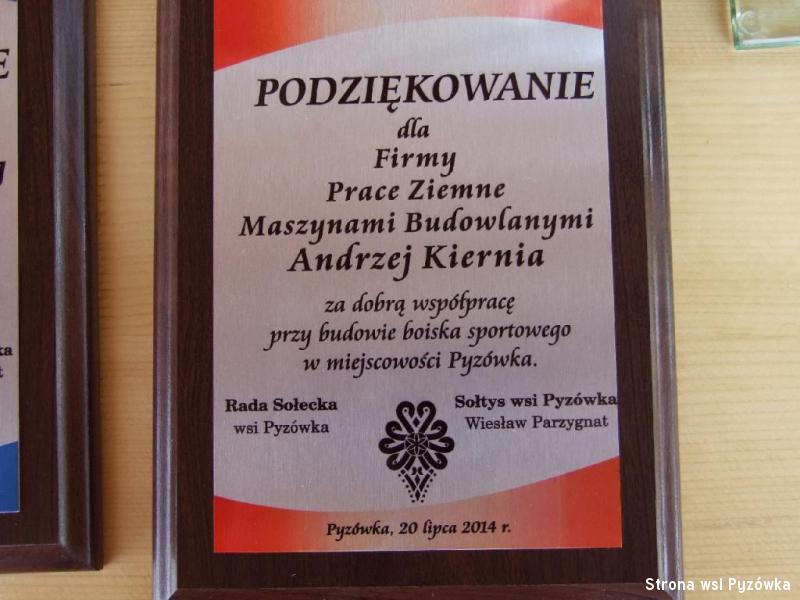 PODZIĘKOWANIE
dla
Firmy
Prace Ziemne
Maszynami Budowlanymi
Andrzej Kiernia
za dobrą współpracę
przy budowie boiska sportowego
w miejscowości Pyzówka.
Rada Sołecka
wsi Pyzówka
Sołtys wsi Pyzówka
Wiesław Parzygnat
Pyzówka, 20 lipca 2014 r.
Strona wsi Pyzówka